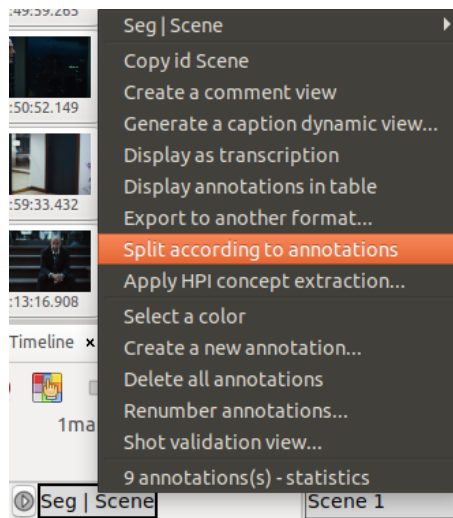 :49:59.265
Seg | Scene
Copy id Scene
Create a comment view
:50:52.149
Generate a caption dynamic view...
Display as transcription
Display annotations in table
:59:33.432
Export to another format...
Split according to annotations
Apply HPI concept extraction...
:13:16.908
Select a color
Timeline
Create a new annotation...
Delete all annotations
Renumber annotations...
1ma
Shot validation view...
9 annotations(s) - statistics
Seg | Scene
Scene 1